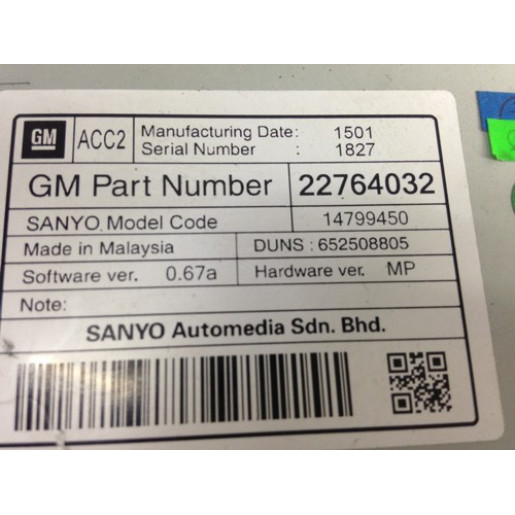 GM ACC2 Manufacturing Date: 1501
Serial Number : 1827
GM Part Number 22764032
SANYO Model Code 14799450
Made in Malaysia DUNS : 652508805
Software ver. 0.67a Hardware ver. MP
Note:
SANYO Automedia Sdn. Bhd.